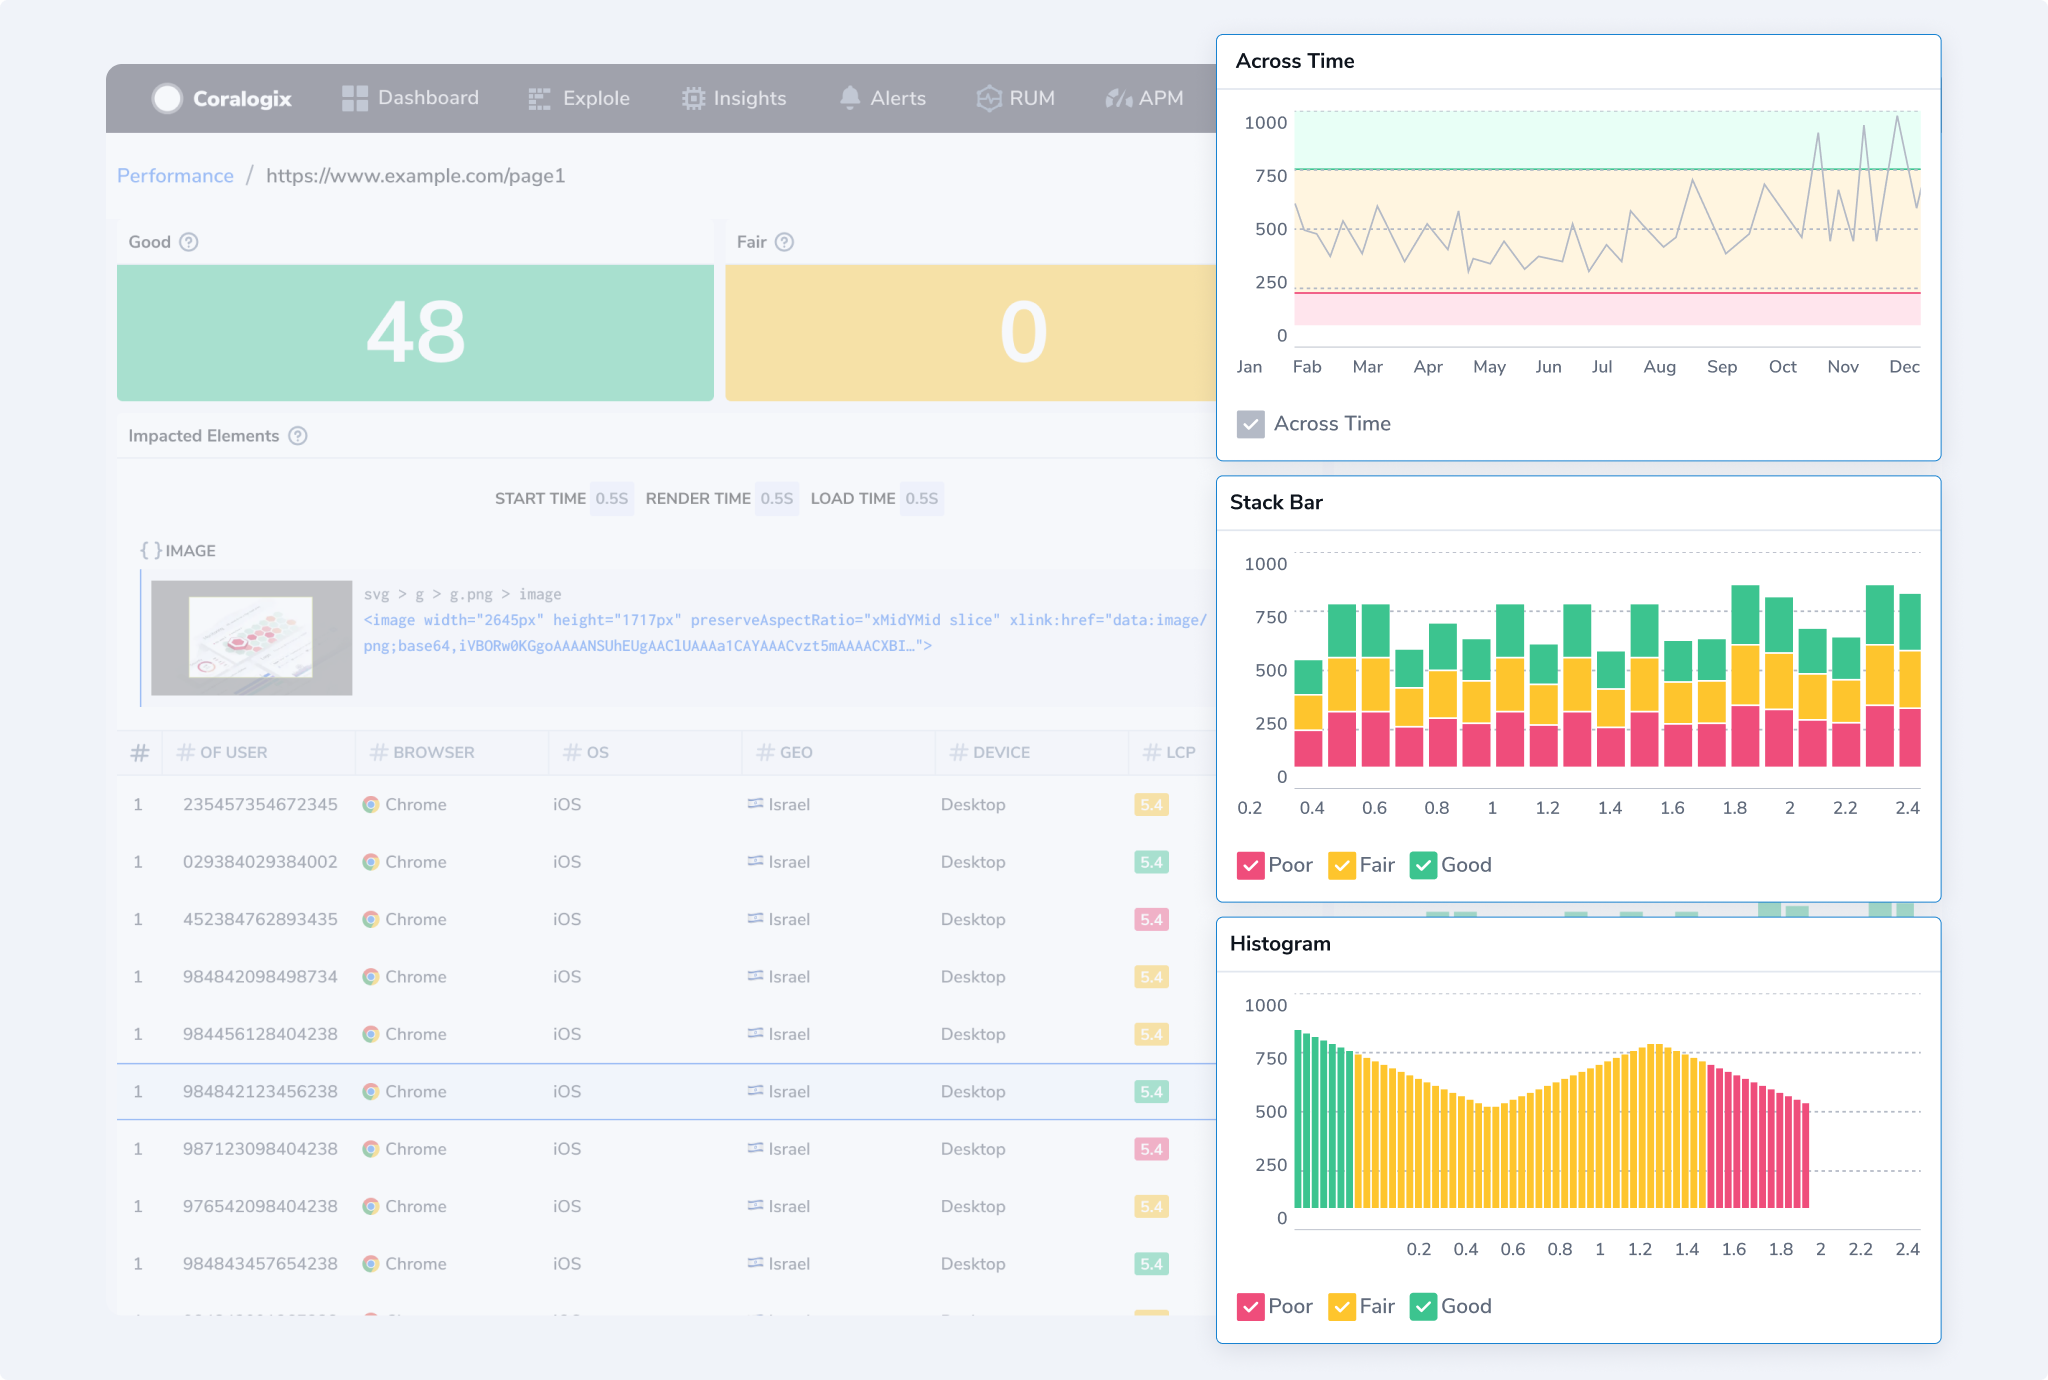 Coralogix Dashboard Explole Insights Alerts RUM APM
Performance / https://www.example.com/page1
Good
48
Fair
0
Impacted Elements
START TIME 0.5S RENDER TIME 0.5S LOAD TIME 0.5S
{ } IMAGE
svg > g > g.png > image
<image width="2645px" height="1717px" preserveAspectRatio="xMidYMid slice" xlink:href="data:image/
png;base64,iVBORw0KGgoAAAANSUhEUgAAClUAAAa1CAYAAACvzt5mAAAACXBI…">
# # OF USER # BROWSER # OS # GEO # DEVICE # LCP
1 235457354672345 Chrome iOS Israel Desktop 5.4
1 029384029384002 Chrome iOS Israel Desktop 5.4
1 452384762893435 Chrome iOS Israel Desktop 5.4
1 984842098498734 Chrome iOS Israel Desktop 5.4
1 984456128404238 Chrome iOS Israel Desktop 5.4
1 984842123456238 Chrome iOS Israel Desktop 5.4
1 987123098404238 Chrome iOS Israel Desktop 5.4
1 976542098404238 Chrome iOS Israel Desktop 5.4
1 984843457654238 Chrome iOS Israel Desktop 5.4
Across Time
1000
750
500
250
0
Jan Fab Mar Apr May Jun Jul Aug Sep Oct Nov Dec
Across Time
Stack Bar
1000
750
500
250
0
0.2 0.4 0.6 0.8 1 1.2 1.4 1.6 1.8 2 2.2 2.4
Poor Fair Good
Histogram
1000
750
500
250
0
0.2 0.4 0.6 0.8 1 1.2 1.4 1.6 1.8 2 2.2 2.4
Poor Fair Good